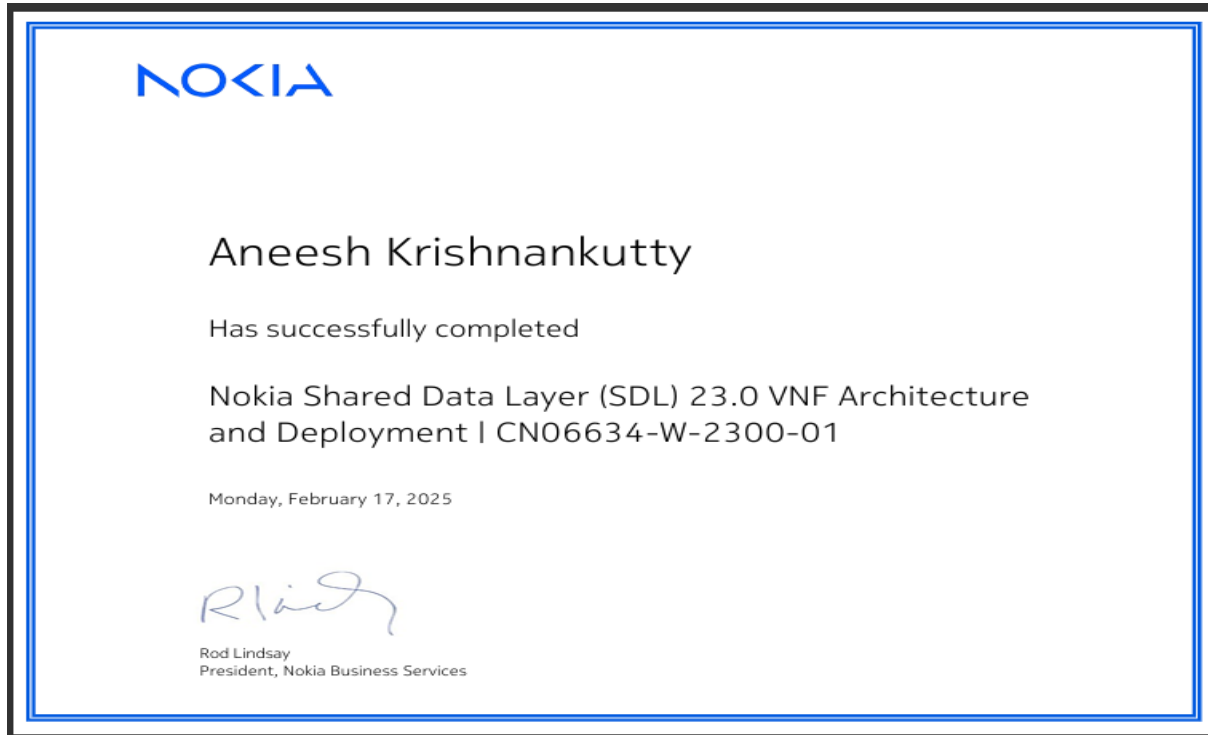 NOKIA
Aneesh Krishnankutty
Has successfully completed
Nokia Shared Data Layer (SDL) 23.0 VNF Architecture
and Deployment | CN06634-W-2300-01
Monday, February 17, 2025
Rod Lindsay
President, Nokia Business Services